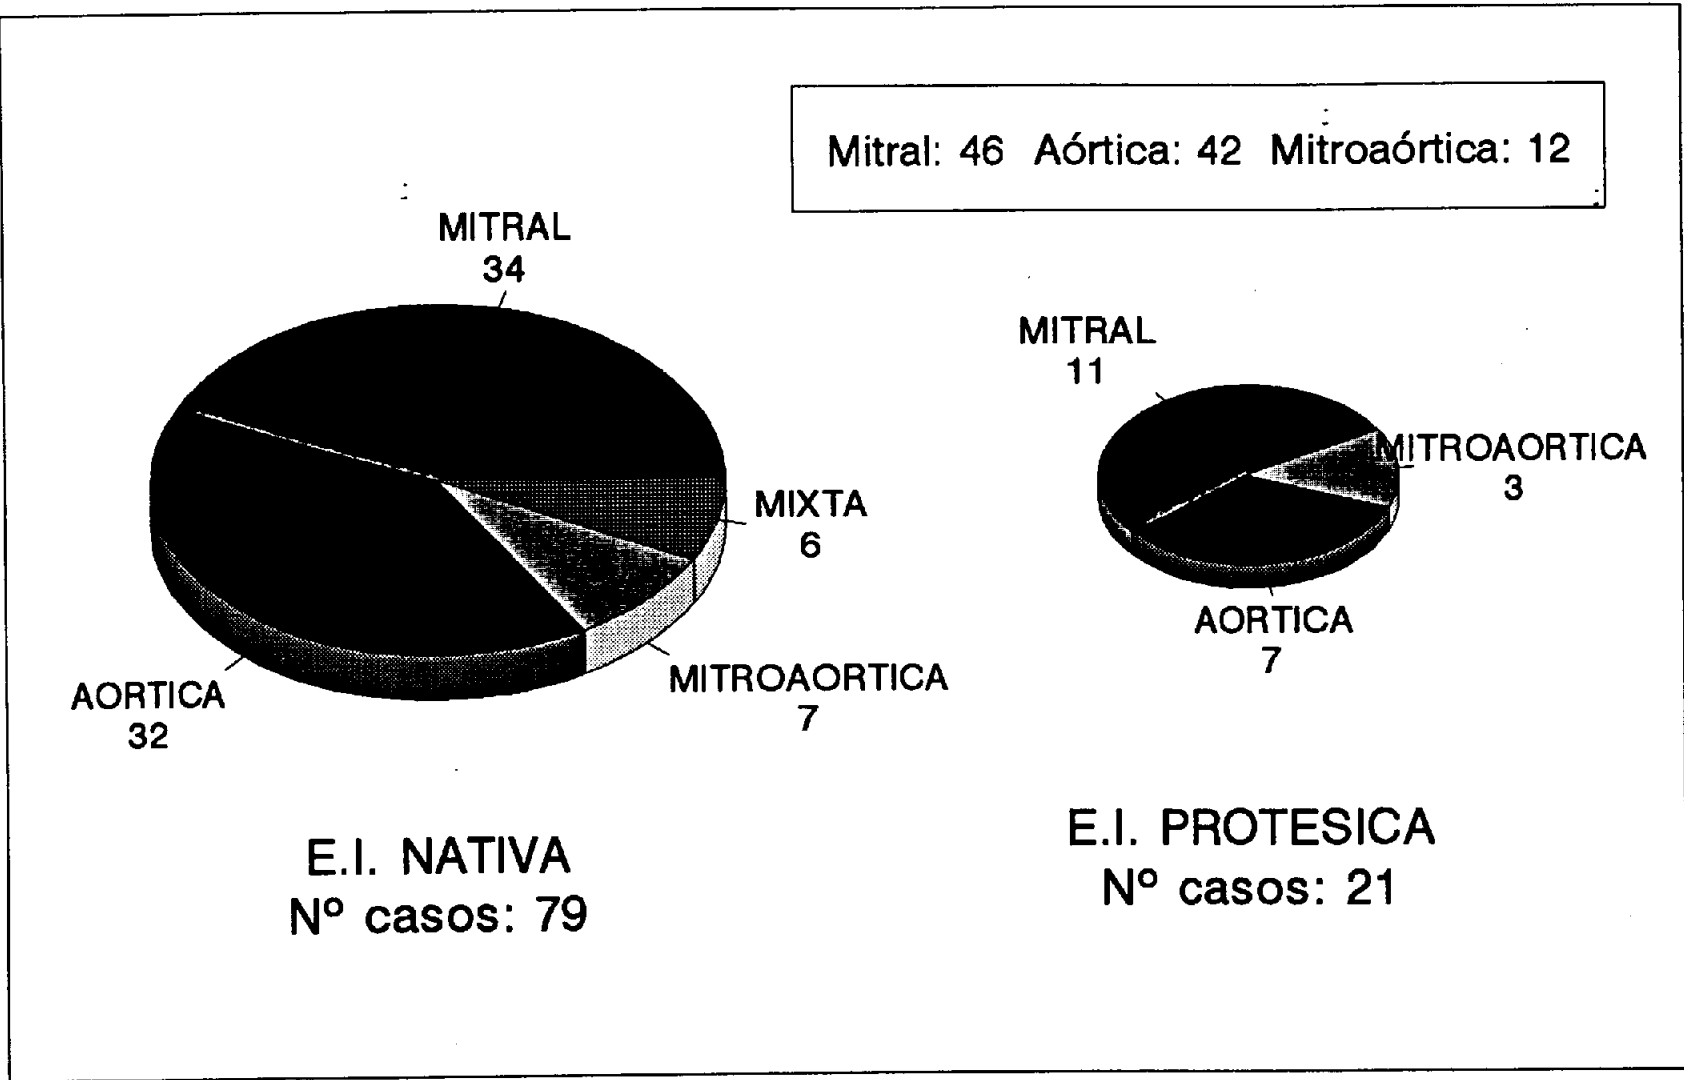 Mitral: 46 Aórtica: 42 Mitroaórtica: 12
MITRAL
34
MIXTA
6
MITROAORTICA
7
AORTICA
32
E.I. NATIVA
Nº casos: 79
MITRAL
11
MITROAORTICA
3
AORTICA
7
E.I. PROTESICA
Nº casos: 21